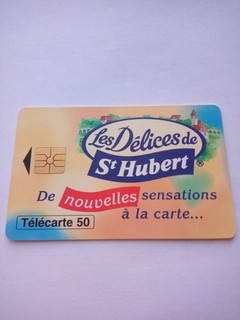 Les Délices de
St Hubert®
De nouvelles sensations
à la carte...
Télécarte 50